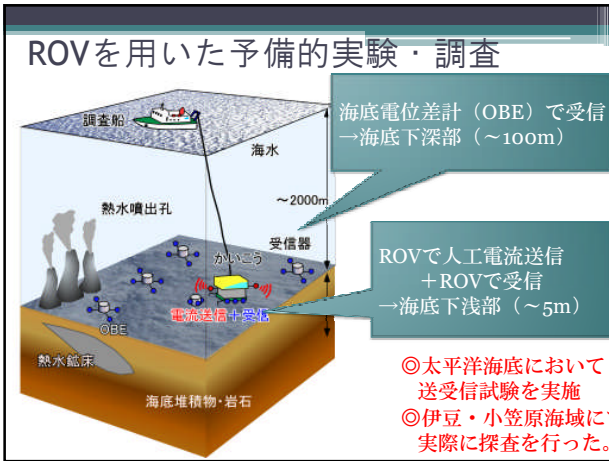 ROVを用いた予備的実験・調査
調査船
海水
海底電位差計（OBE）で受信
→海底下深部（～100m）
～2000m
熱水噴出孔
受信器
かいこう
ROVで人工電流送信
＋ROVで受信
→海底下浅部（～5m）
電流送信＋受信
OBE
熱水鉱床
海底堆積物・岩石
◎太平洋海底において
送受信試験を実施
◎伊豆・小笠原海域に
実際に探査を行った。